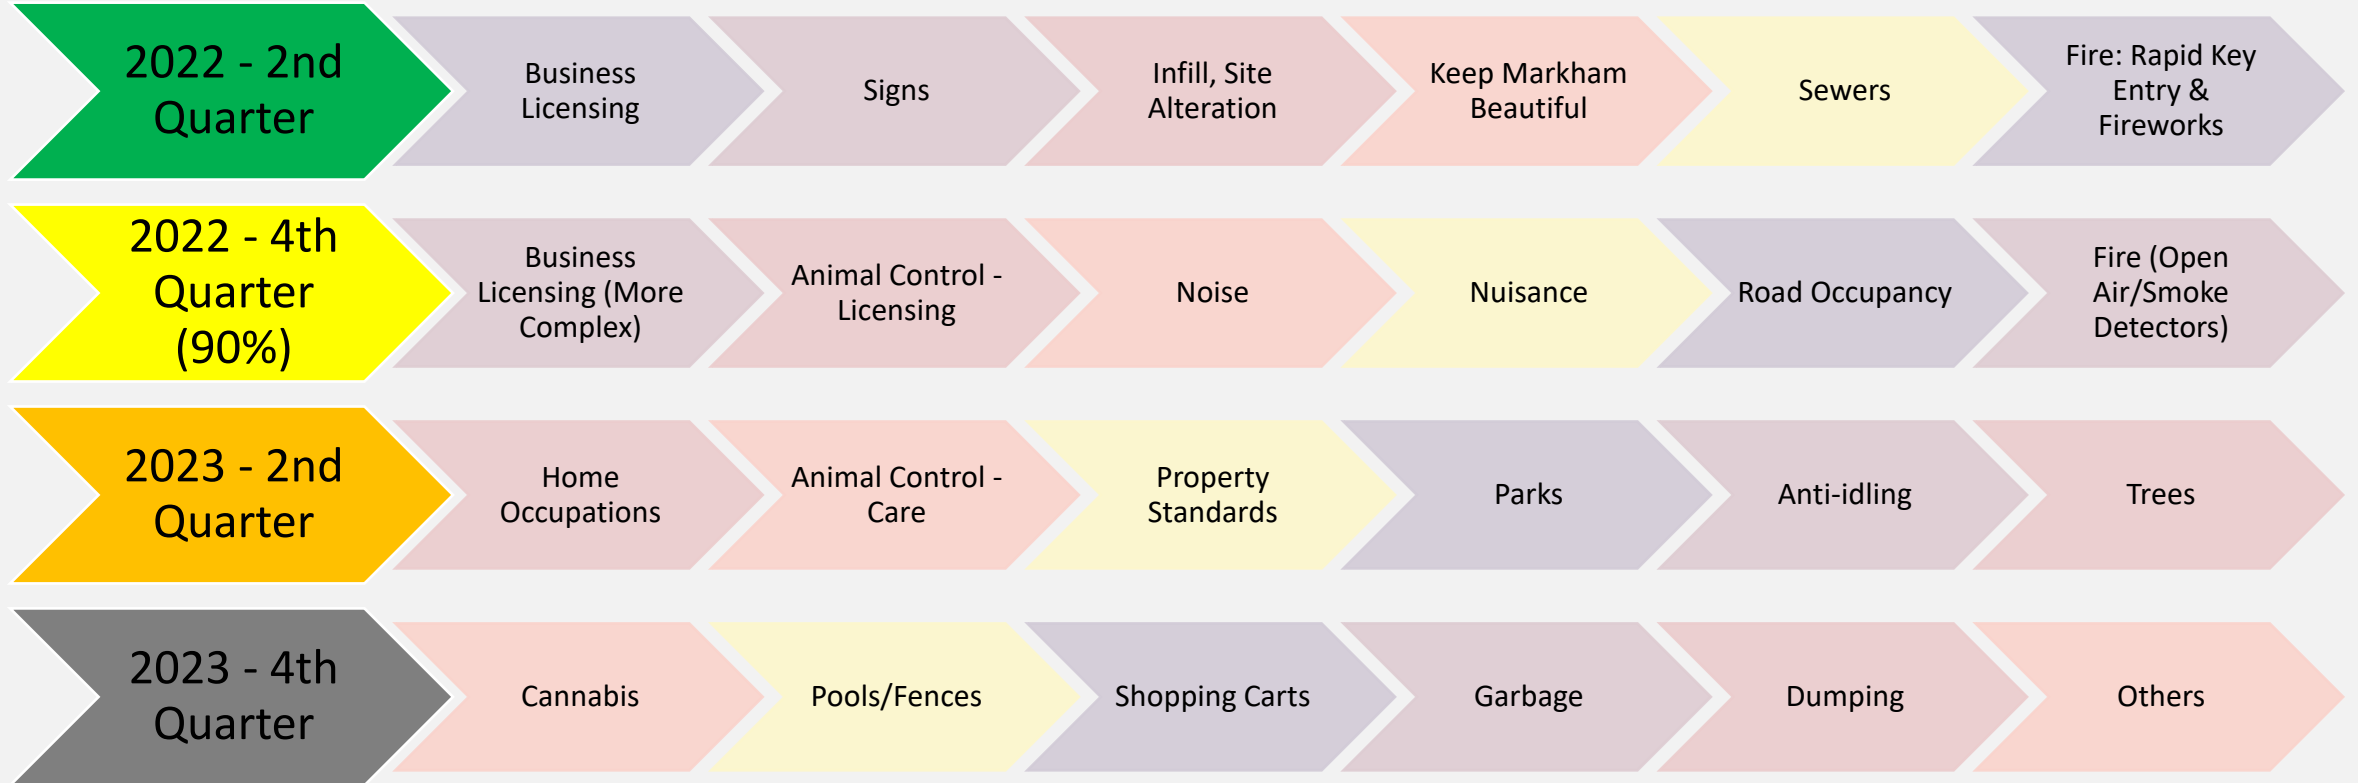 2022 - 2nd
Quarter
Business
Licensing
Signs
Infill, Site
Alteration
Keep Markham
Beautiful
Sewers
Fire: Rapid Key
Entry &
Fireworks
2022 - 4th
Quarter
(90%)
Business
Licensing (More
Complex)
Animal Control -
Licensing
Noise
Nuisance
Road Occupancy
Fire (Open
Air/Smoke
Detectors)
2023 - 2nd
Quarter
Home
Occupations
Animal Control -
Care
Property
Standards
Parks
Anti-idling
Trees
2023 - 4th
Quarter
Cannabis
Pools/Fences
Shopping Carts
Garbage
Dumping
Others